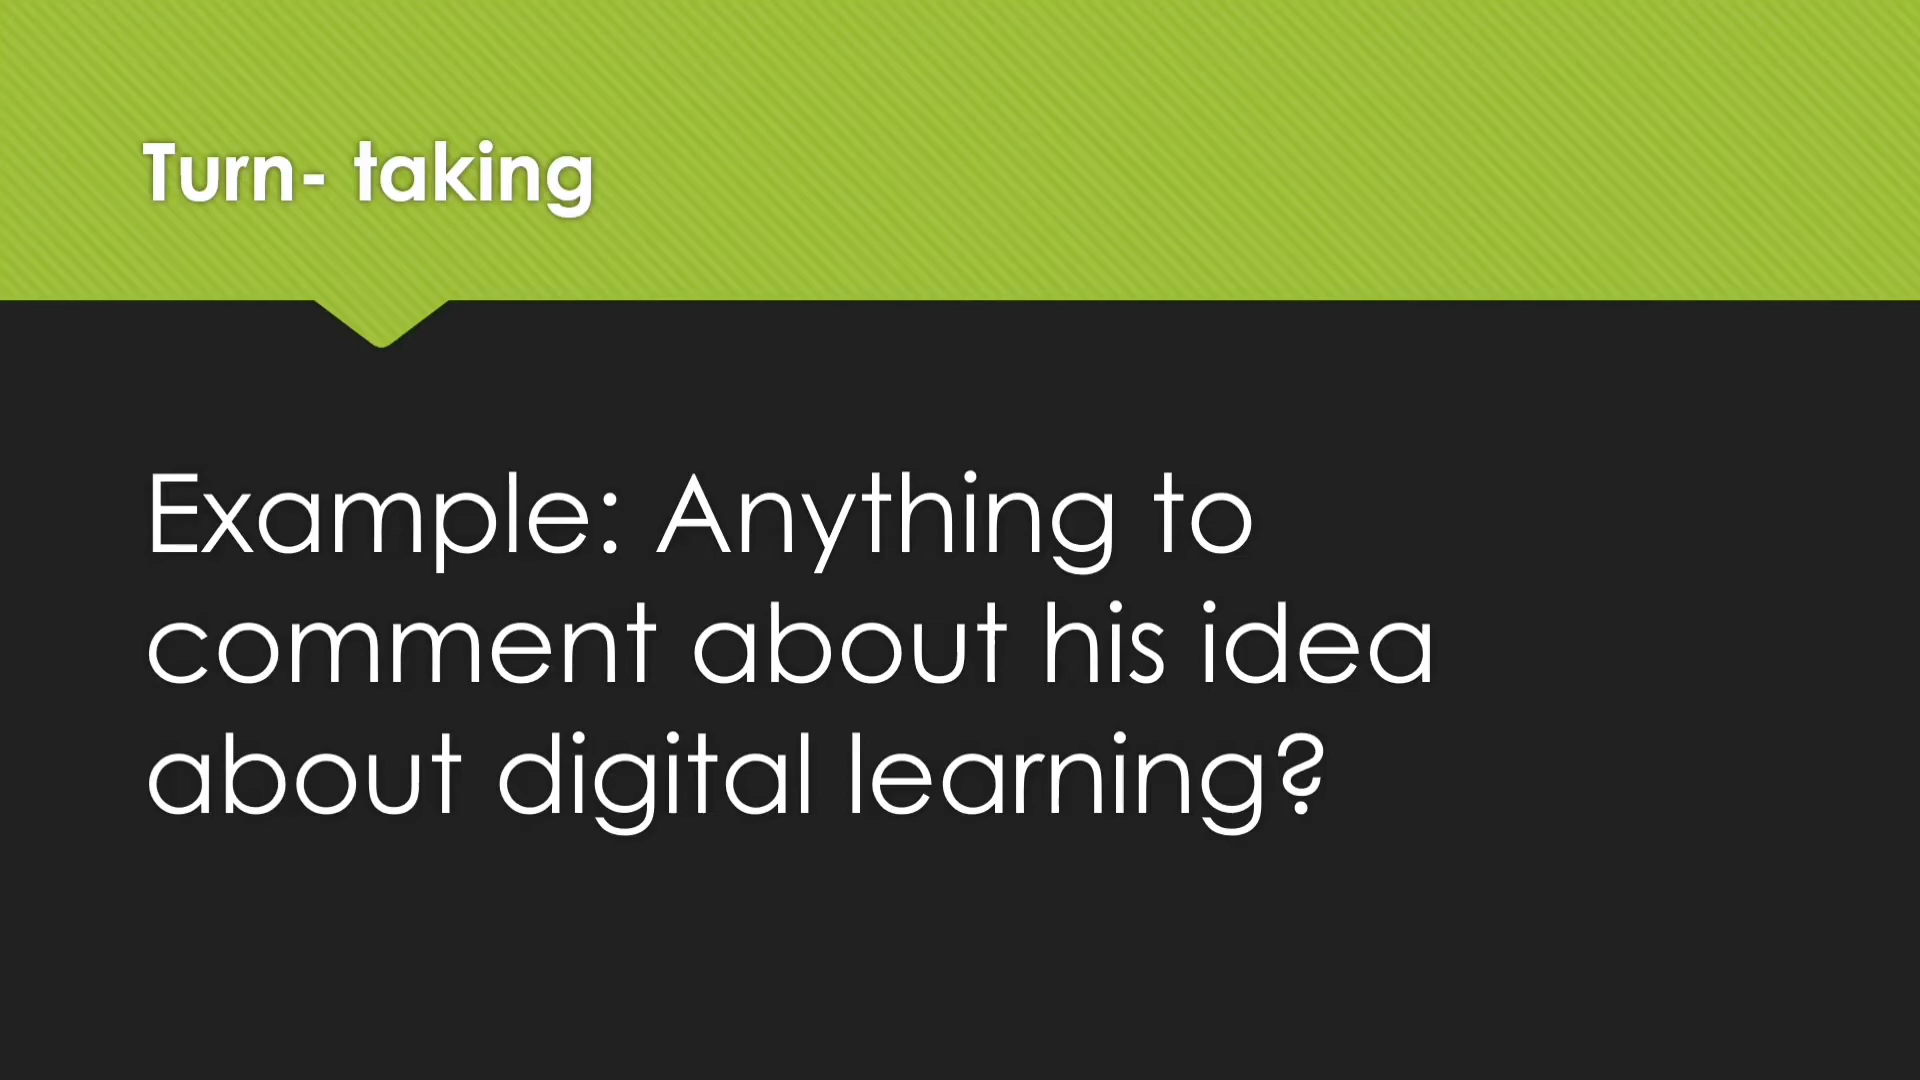 Turn- taking
Example: Anything to
comment about his idea
about digital learning?